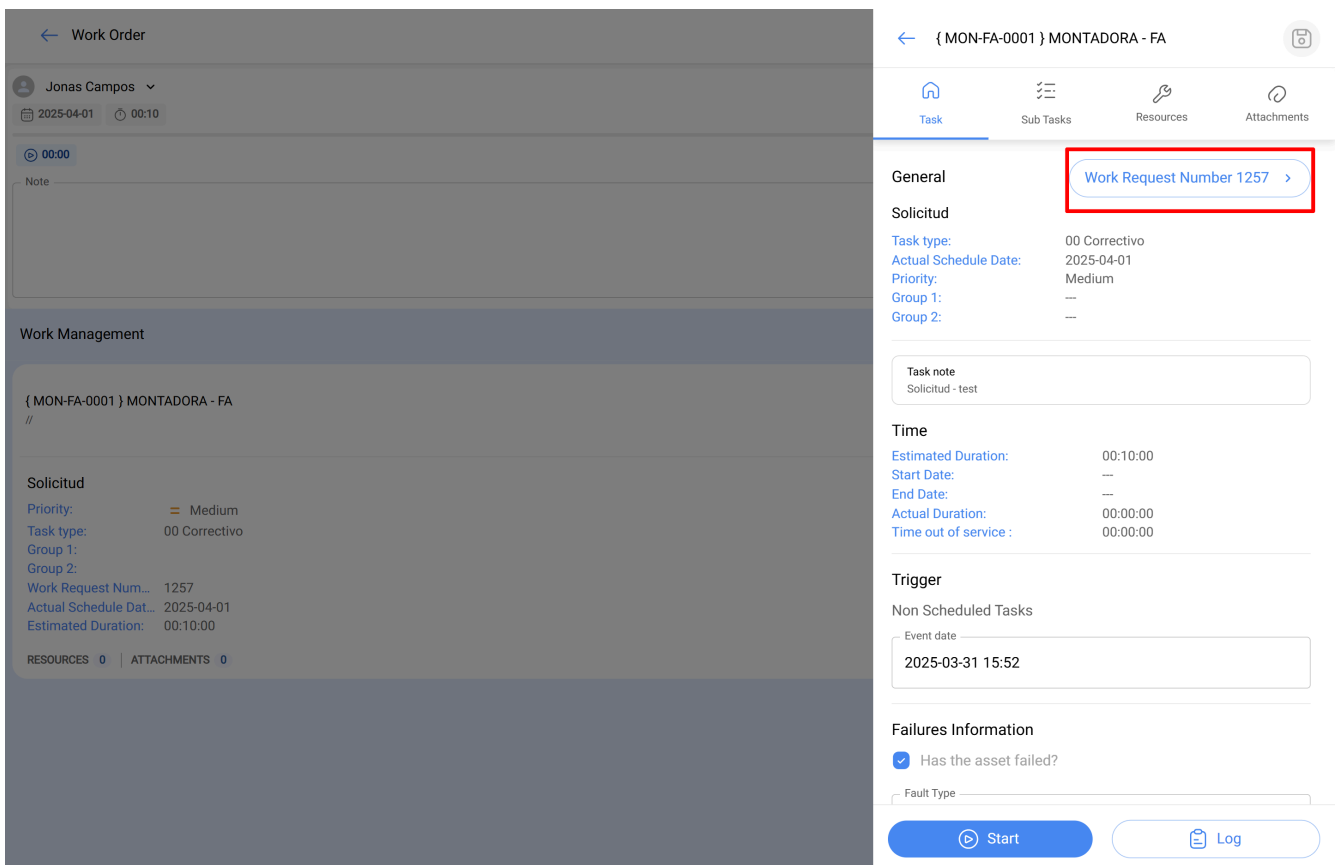 Work Order
Jonas Campos
2025-04-01 00:10
00:00
Note
Work Management
{ MON-FA-0001 } MONTADORA - FA
//
Solicitud
Priority: Medium
Task type: 00 Correctivo
Group 1:
Group 2:
Work Request Num... 1257
Actual Schedule Dat... 2025-04-01
Estimated Duration: 00:10:00
RESOURCES 0 | ATTACHMENTS 0
{ MON-FA-0001 } MONTADORA - FA
Task Sub Tasks Resources Attachments
General Work Request Number 1257
Solicitud
Task type: 00 Correctivo
Actual Schedule Date: 2025-04-01
Priority: Medium
Group 1: ---
Group 2: ---
Task note
Solicitud - test
Time
Estimated Duration: 00:10:00
Start Date: ---
End Date: ---
Actual Duration: 00:00:00
Time out of service : 00:00:00
Trigger
Non Scheduled Tasks
Event date
2025-03-31 15:52
Failures Information
Has the asset failed?
Fault Type
Start Log